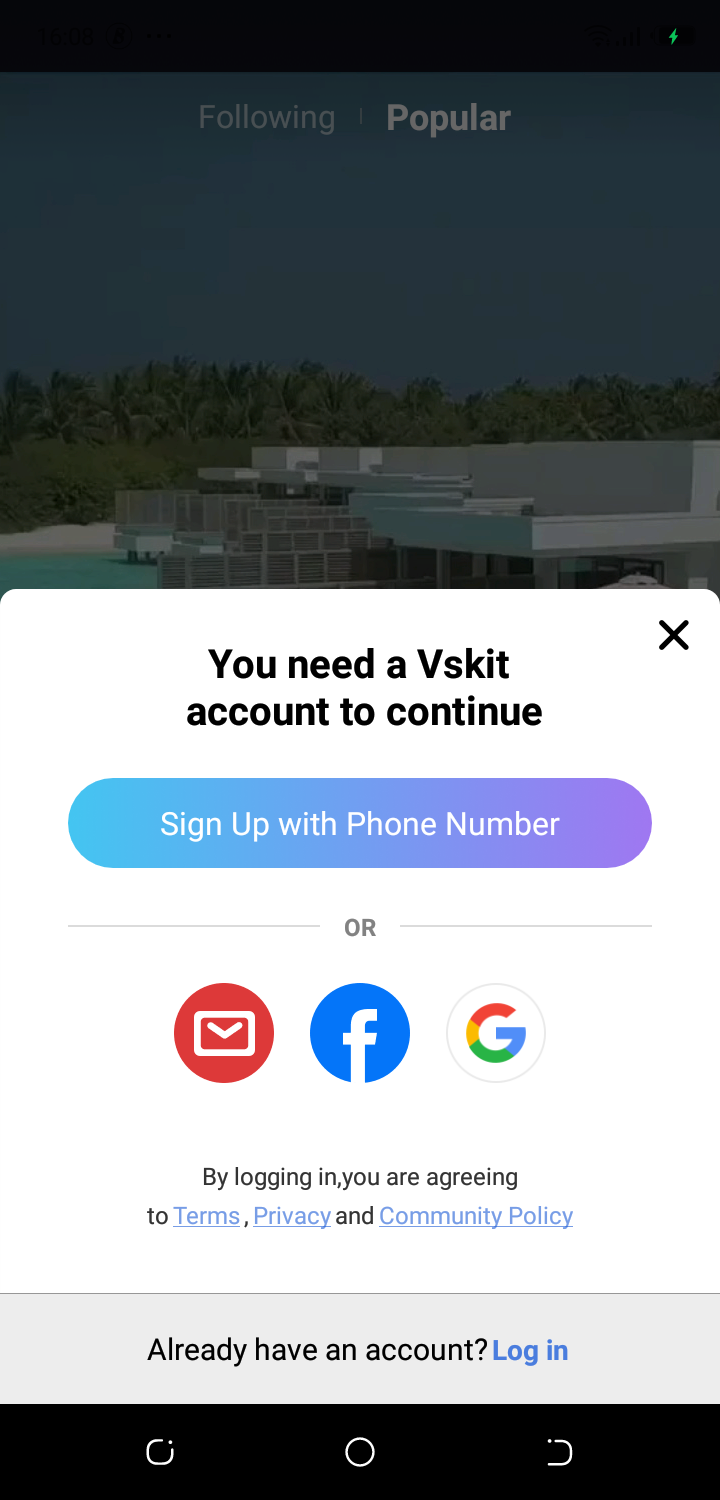 16:08
Following
Popular
You need a Vskit
account to continue
Sign Up with Phone Number
OR
By logging in,you are agreeing
to Terms , Privacy and Community Policy
Already have an account? Log in